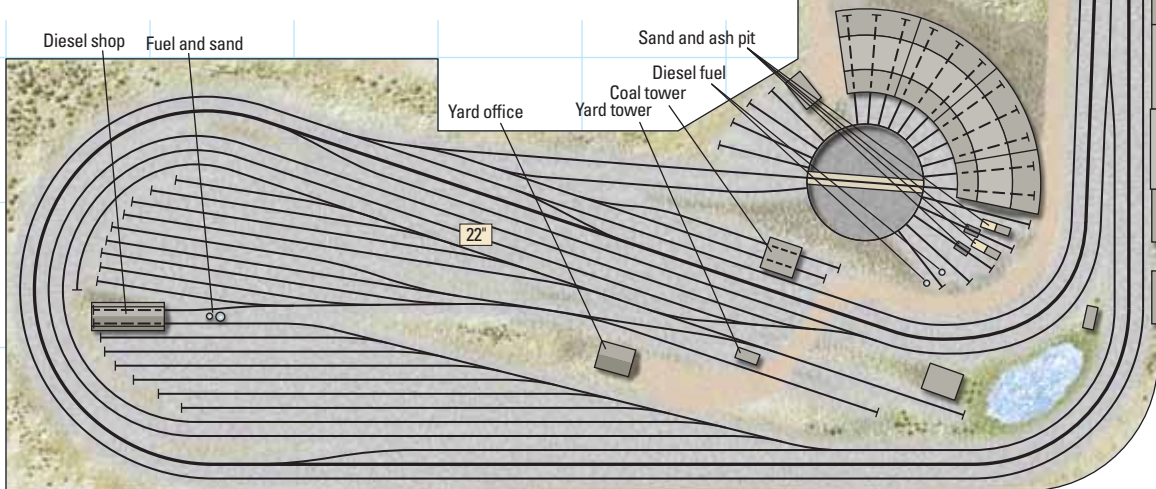 Diesel shop
Fuel and sand
Yard office
Sand and ash pit
Diesel fuel
Coal tower
Yard tower
22"